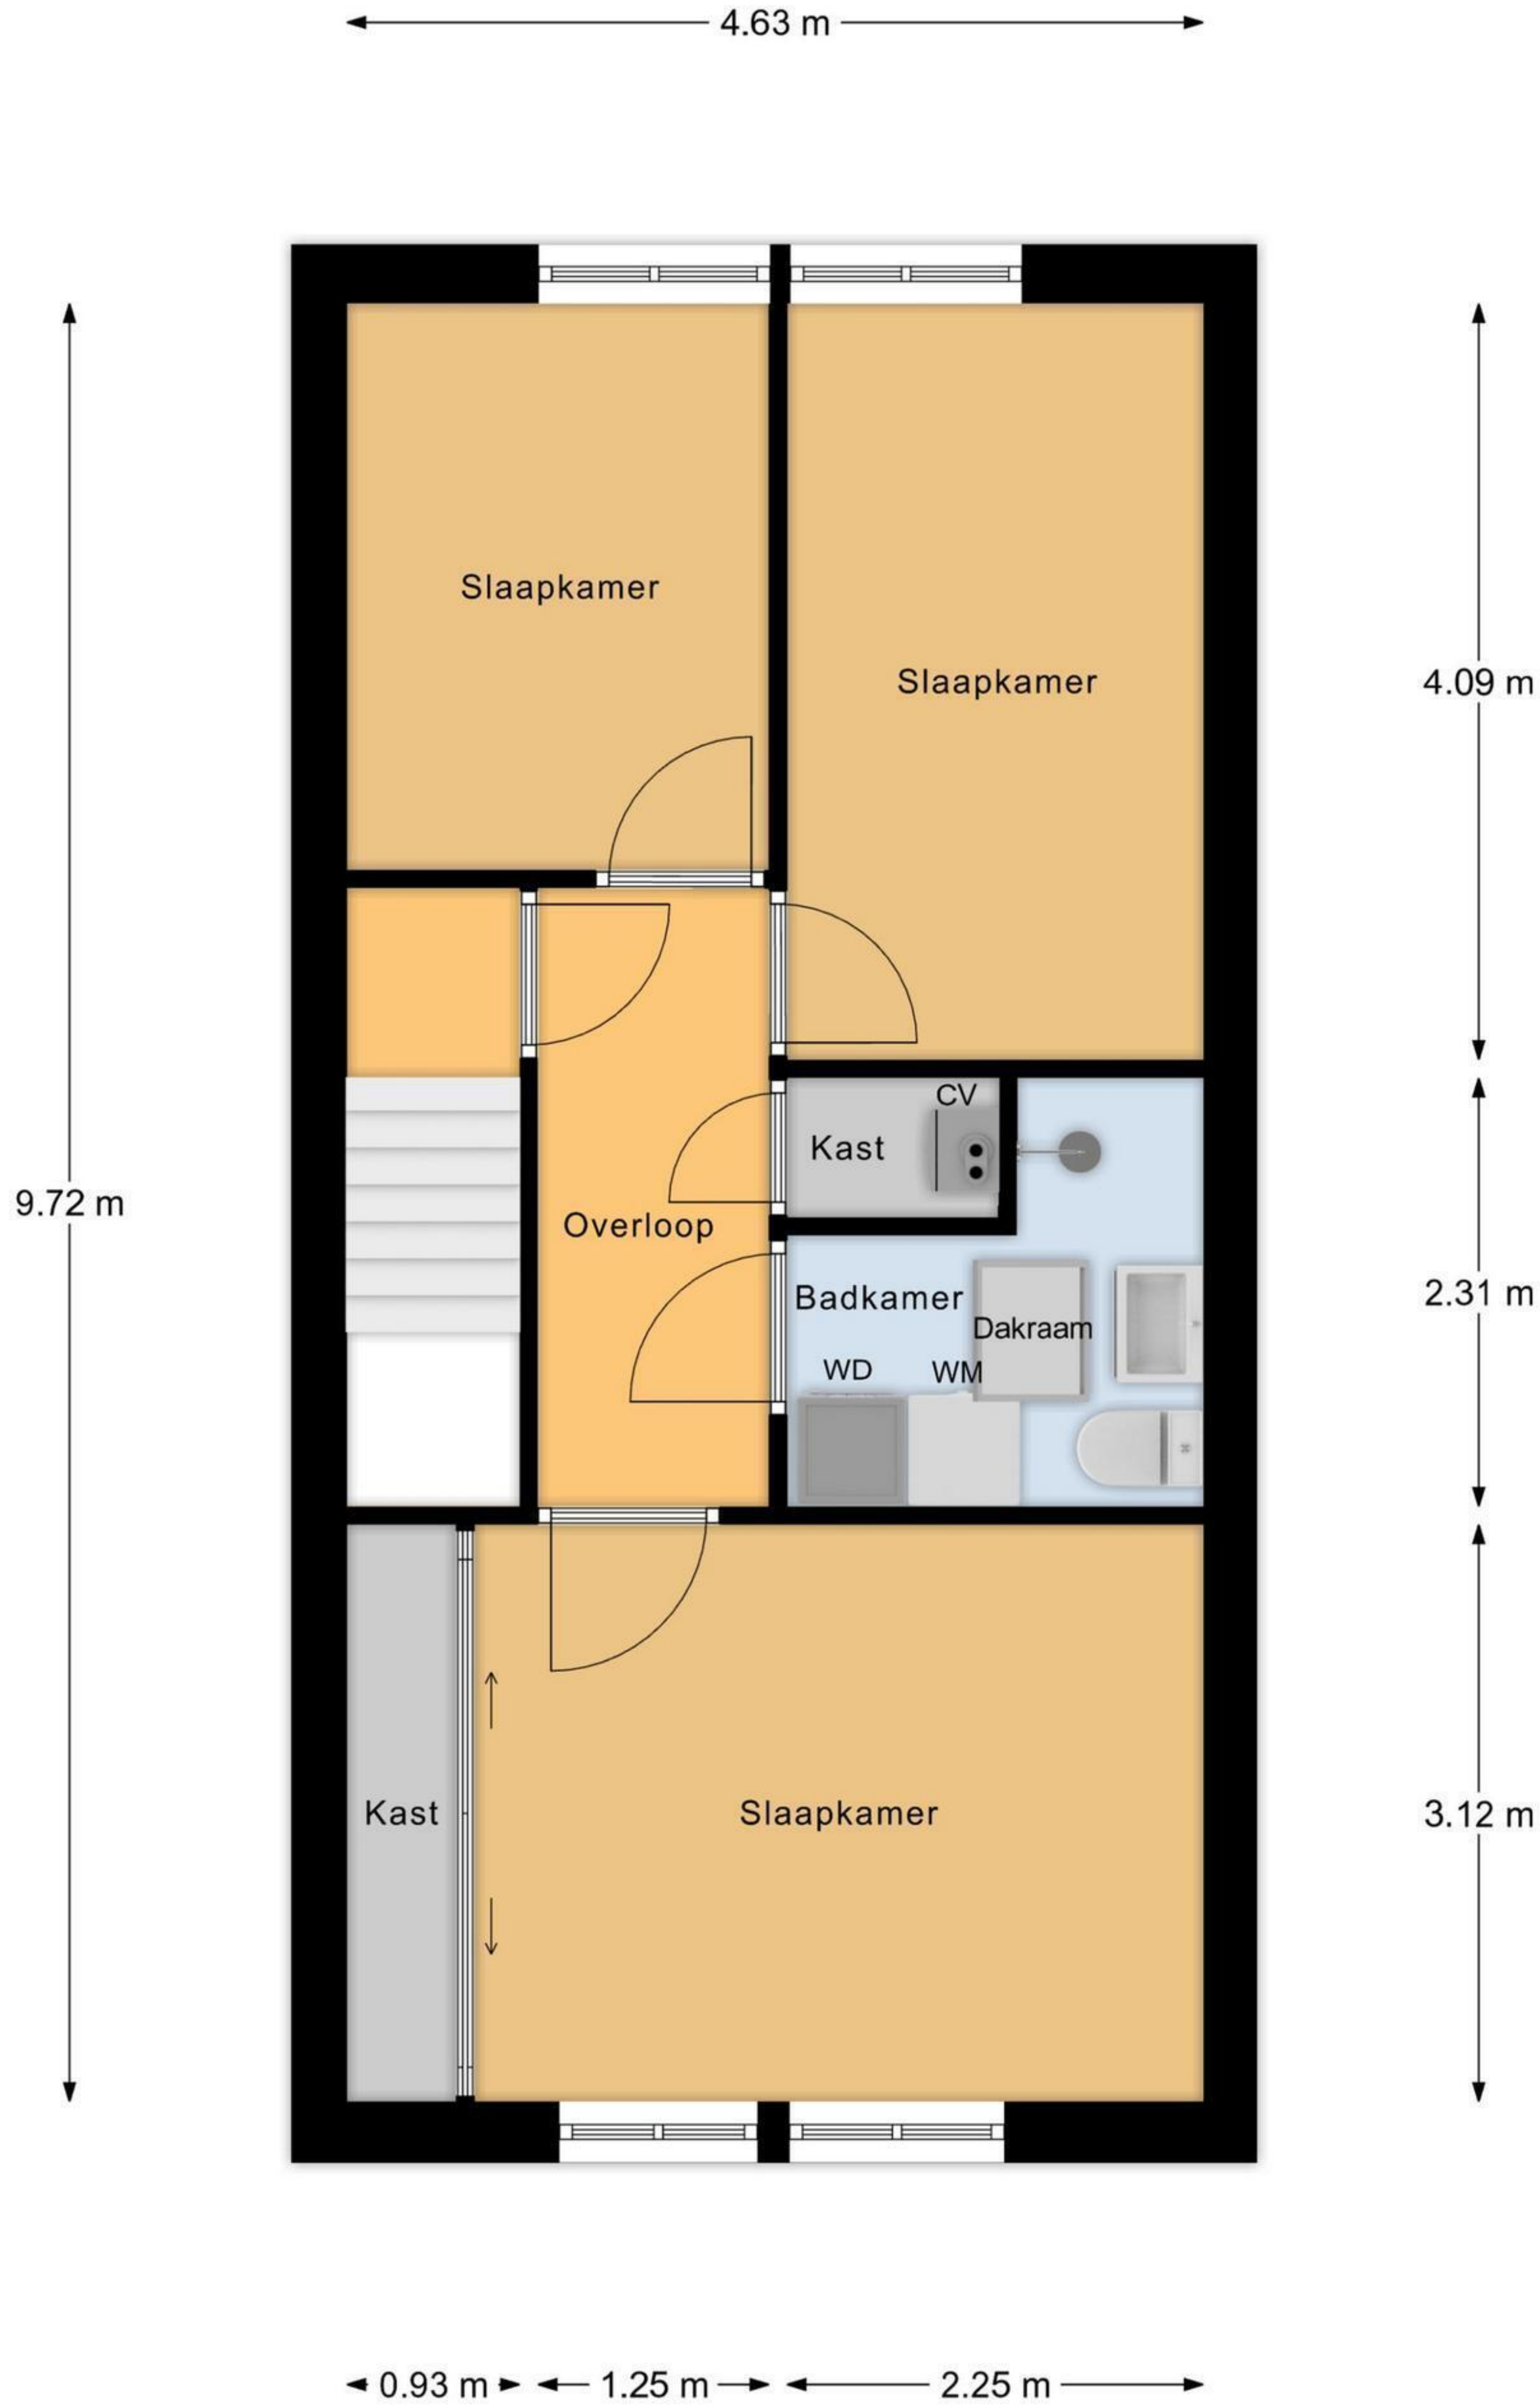 4.63 m
Slaapkamer
Slaapkamer
4.09 m
CV
Kast
9.72 m
Overloop
2.31 m
Badkamer
Dakraam
WD
WM
Kast
Slaapkamer
3.12 m
0.93 m
1.25 m
2.25 m